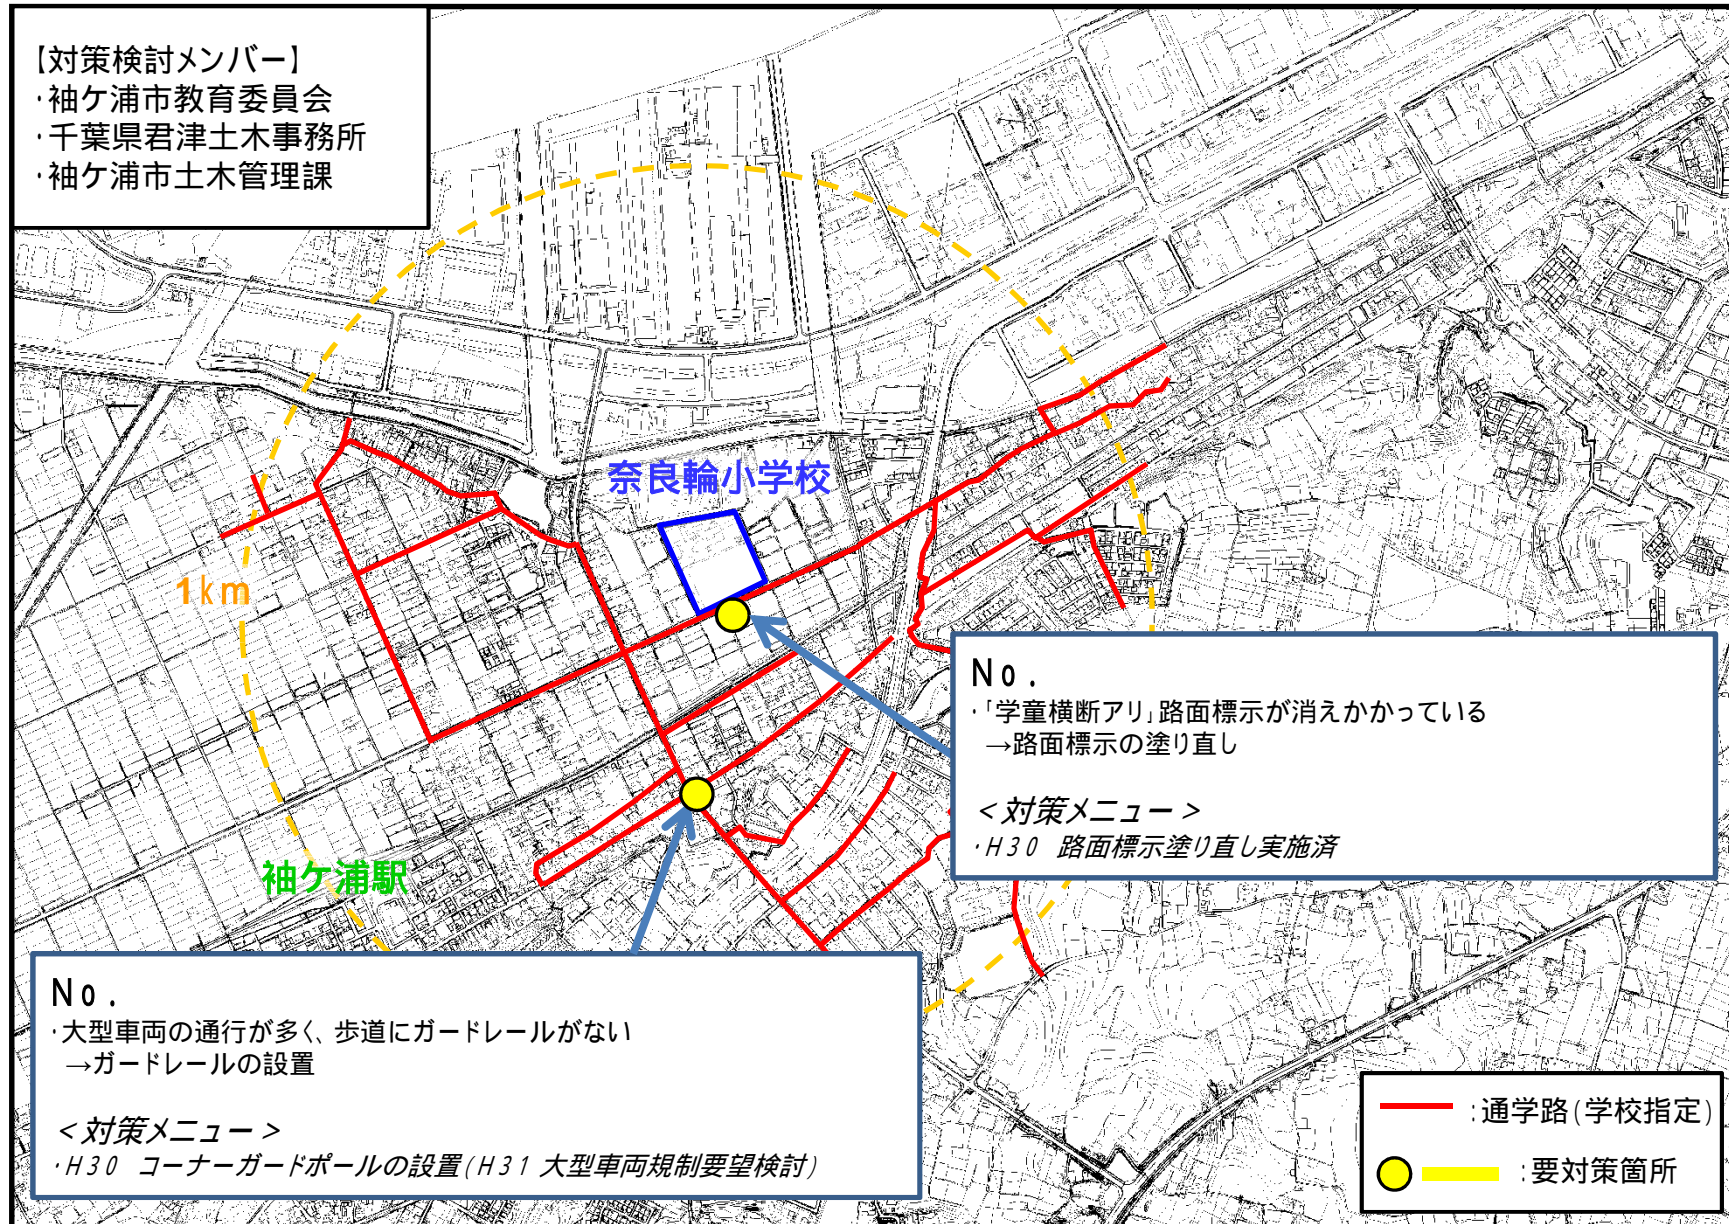 【対策検討メンバー】
・袖ケ浦市教育委員会
・千葉県君津土木事務所
・袖ケ浦市土木管理課
奈良輪小学校
1km
袖ケ浦駅
No.
・「学童横断アリ」路面標示が消えかかっている
→路面標示の塗り直し
<対策メニュー>
・H30 路面標示塗り直し実施済
No.
・大型車両の通行が多く、歩道にガードレールがない
→ガードレールの設置
<対策メニュー>
・H30 コーナーガードポールの設置(H31 大型車両規制要望検討)
:通学路(学校指定)
:要対策箇所